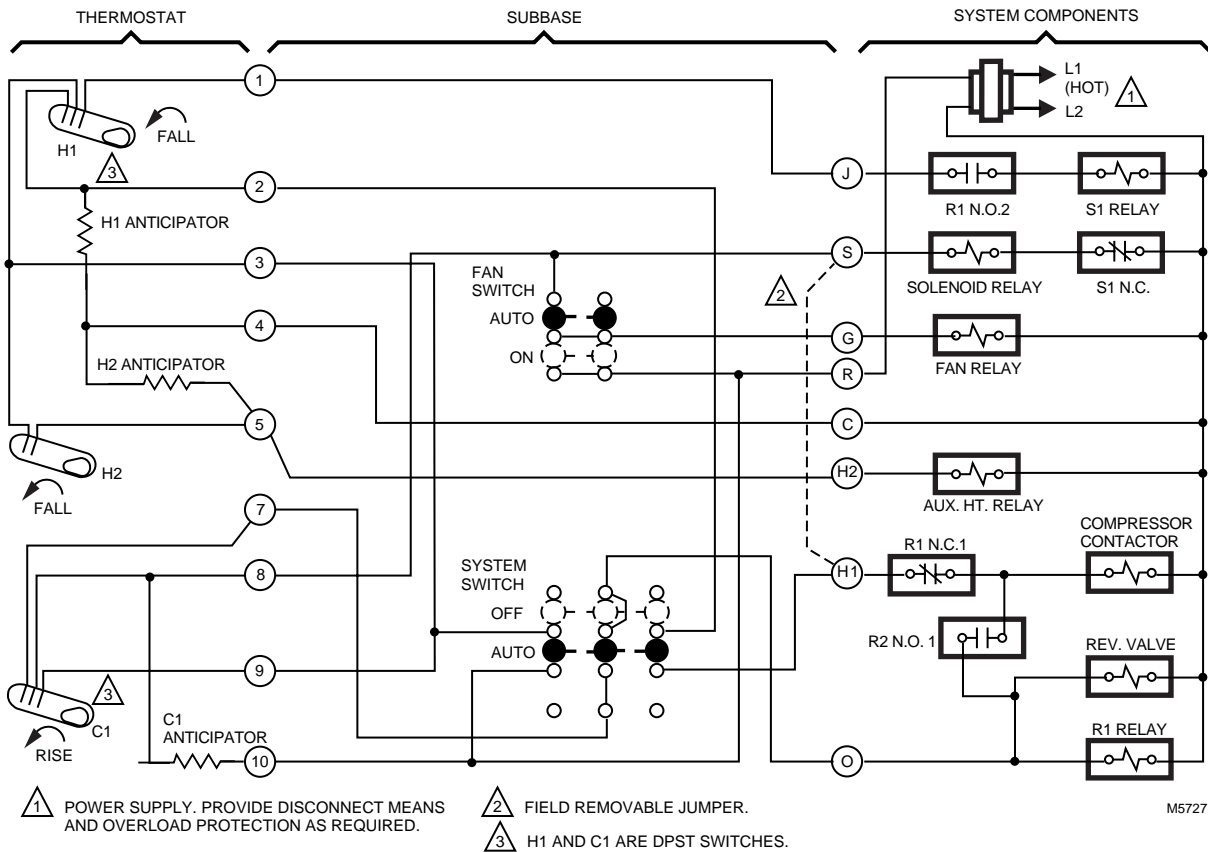 THERMOSTAT
SUBBASE
SYSTEM COMPONENTS
1
L1
(HOT)
L2
1
FALL
H1
3
J
2
R1 N.O.2
S1 RELAY
H1 ANTICIPATOR
3
S
FAN
SWITCH
2
SOLENOID RELAY
S1 N.C.
AUTO
4
G
ON
FAN RELAY
H2 ANTICIPATOR
R
5
C
H2
H2
FALL
AUX. HT. RELAY
7
COMPRESSOR
CONTACTOR
R1 N.C.1
8
SYSTEM
SWITCH
H1
OFF
R2 N.O. 1
AUTO
REV. VALVE
9
3
C1
C1
ANTICIPATOR
R1 RELAY
RISE
10
O
1 POWER SUPPLY. PROVIDE DISCONNECT MEANS
AND OVERLOAD PROTECTION AS REQUIRED.
2 FIELD REMOVABLE JUMPER.
3 H1 AND C1 ARE DPST SWITCHES.
M5727